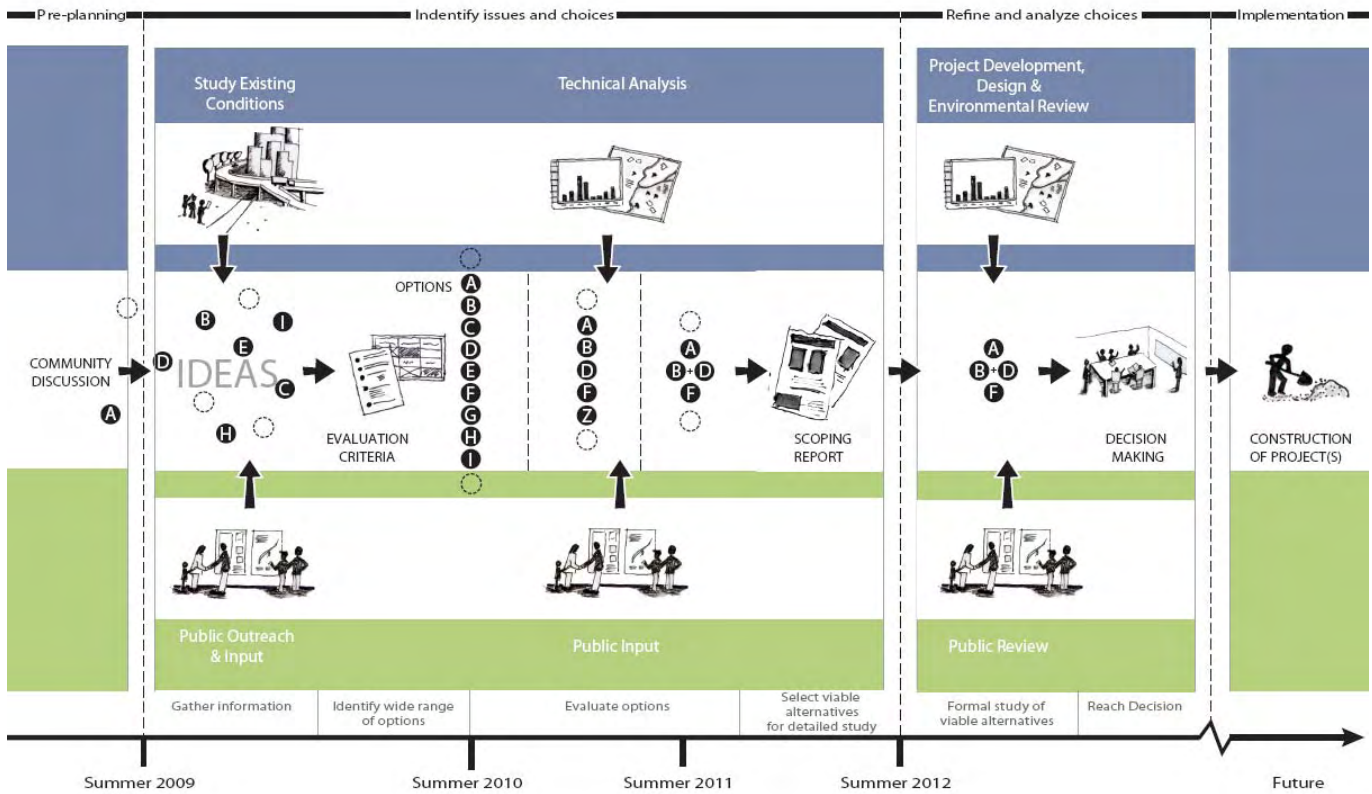 Pre-planning
Indentify issues and choices
Refine and analyze choices
Implementation
Study Existing
Conditions
Technical Analysis
Project Development,
Design &
Environmental Review
COMMUNITY
DISCUSSION
A
D
B
I
E
IDEAS
C
H
EVALUATION
CRITERIA
OPTIONS
A
B
C
D
E
F
G
H
I
A
B
D
F
Z
A
B+D
F
SCOPING
REPORT
A
B+D
F
DECISION
MAKING
CONSTRUCTION
OF PROJECT(S)
Public Outreach
& Input
Public Input
Public Review
Gather information
Identify wide range
of options
Evaluate options
Select viable
alternatives
for detailed study
Formal study of
viable alternatives
Reach Decision
Summer 2009
Summer 2010
Summer 2011
Summer 2012
Future